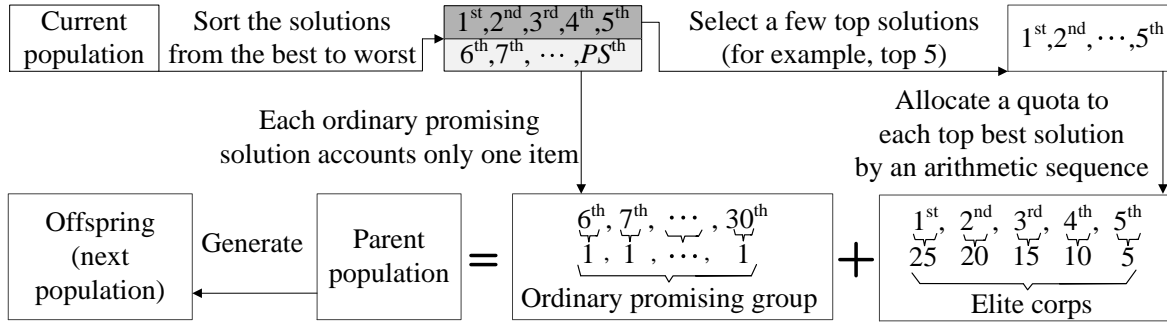 Current
population
Sort the solutions
from the best to worst
1st,2nd,3rd,4th,5th
6th,7th, ⋯ ,PSth
Select a few top solutions
(for example, top 5)
1st,2nd, ⋯ ,5th
Each ordinary promising
solution accounts only one item
Allocate a quota to
each top best solution
by an arithmetic sequence
Offspring
(next
population)
Generate
Parent
population
=
6th, 7th, ⋯ , 30th
1 , 1 , ⋯, 1
Ordinary promising group
+
1st, 2nd, 3rd, 4th, 5th
25 20 15 10 5
Elite corps